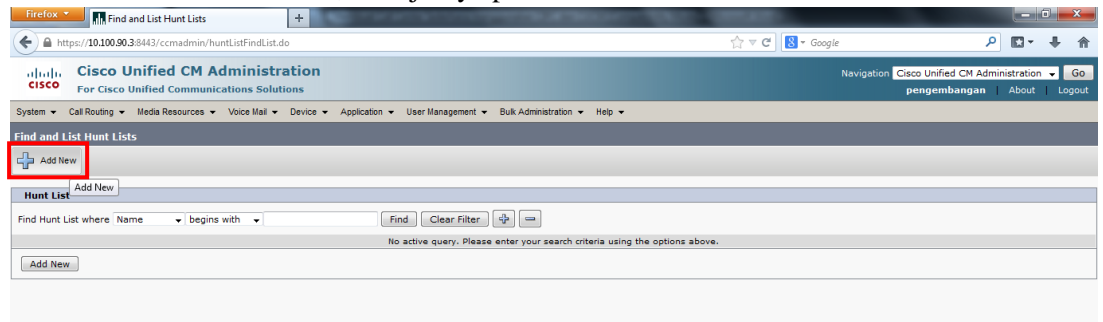 Firefox
Find and List Hunt Lists
https://10.100.90.3:8443/ccmadmin/huntListFindList.do
Google
CISCO Cisco Unified CM Administration
For Cisco Unified Communications Solutions
Navigation Cisco Unified CM Administration Go
pengembangan | About | Logout
System Call Routing Media Resources Voice Mail Device Application User Management Bulk Administration Help
Find and List Hunt Lists
Add New
Add New
Hunt List
Find Hunt List where Name begins with Find Clear Filter
No active query. Please enter your search criteria using the options above.
Add New